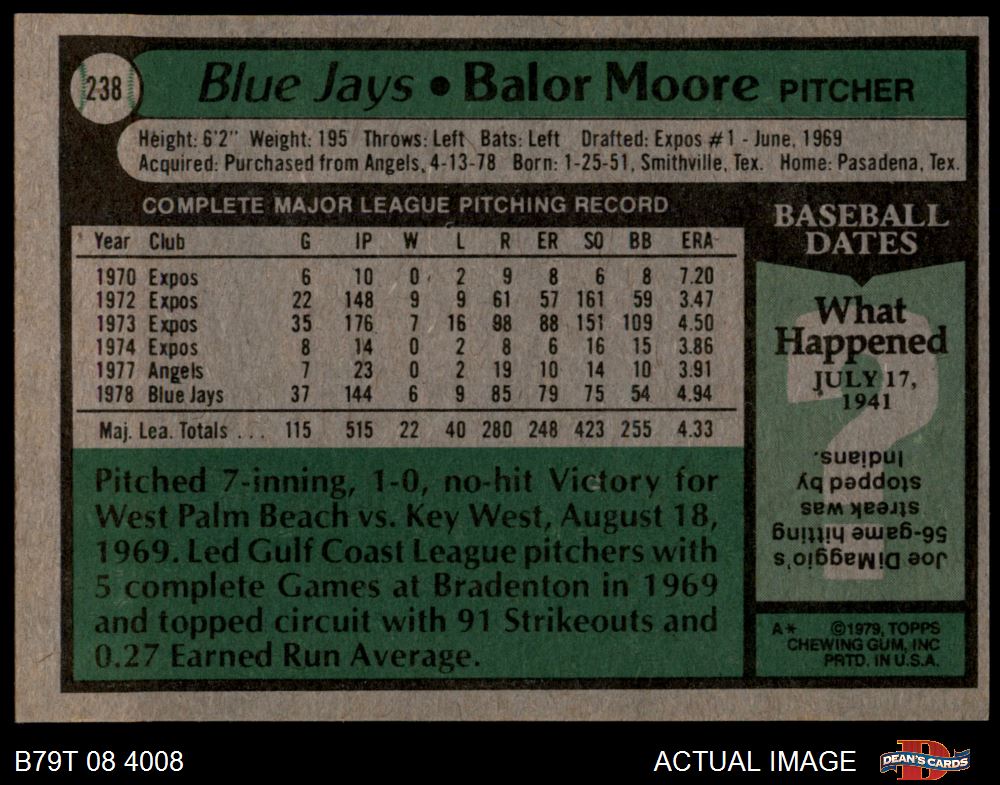 238
Blue Jays • Balor Moore PITCHER
Height: 6'2" Weight: 195 Throws: Left Bats: Left Drafted: Expos #1 - June, 1969
Acquired: Purchased from Angels, 4-13-78 Born: 1-25-51, Smithville, Tex. Home: Pasadena, Tex.
COMPLETE MAJOR LEAGUE PITCHING RECORD
Year Club G IP W L R ER SO BB ERA
1970 Expos 6 10 0 2 9 8 6 8 7.20
1972 Expos 22 148 9 9 61 57 161 59 3.47
1973 Expos 35 176 7 16 98 88 151 109 4.50
1974 Expos 8 14 0 2 8 6 16 15 3.86
1977 Angels 7 23 0 2 19 10 14 10 3.91
1978 Blue Jays 37 144 6 9 85 79 75 54 4.94
Maj. Lea. Totals ... 115 515 22 40 280 248 423 255 4.33
Pitched 7-inning, 1-0, no-hit Victory for
West Palm Beach vs. Key West, August 18,
1969. Led Gulf Coast League pitchers with
5 complete Games at Bradenton in 1969
and topped circuit with 91 Strikeouts and
0.27 Earned Run Average.
BASEBALL
DATES
What
Happened
JULY 17,
1941
Joe DiMaggio's
56-game hitting
streak was
stopped by
Indians.
A* ©1979, TOPPS
CHEWING GUM, INC
PRTD. IN U.S.A.
B79T 08 4008
ACTUAL IMAGE
DEAN'S CARDS